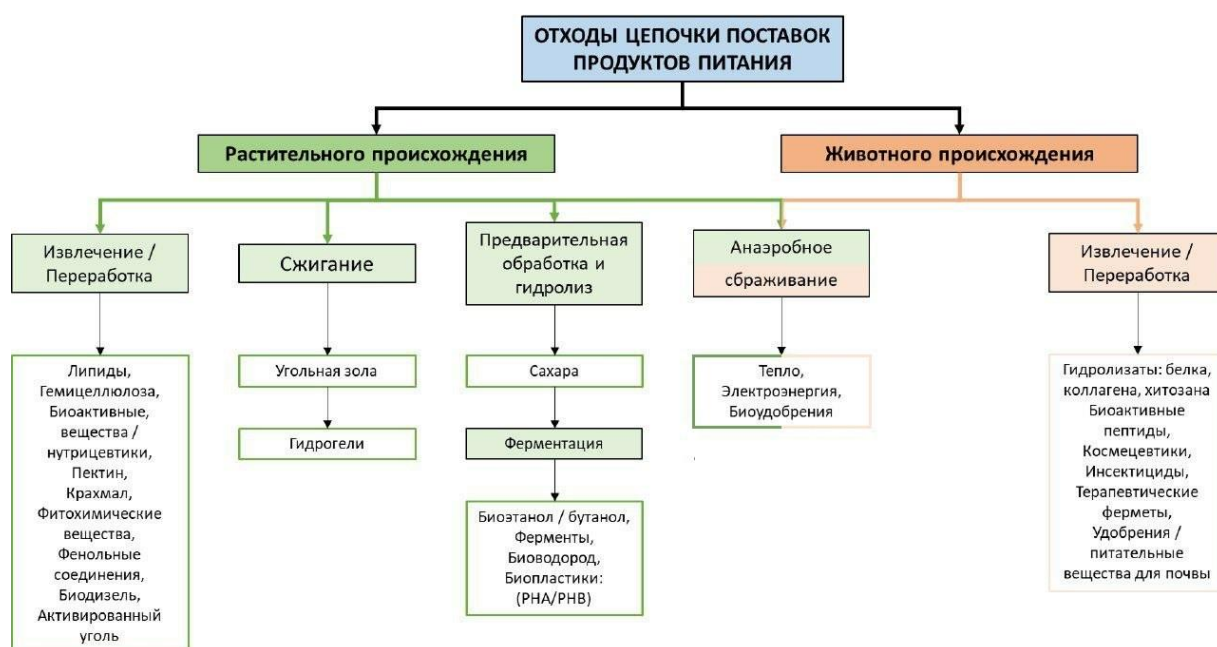 ОТХОДЫ ЦЕПОЧКИ ПОСТАВОК
ПРОДУКТОВ ПИТАНИЯ
Растительного происхождения
Животного происхождения
Извлечение /
Переработка
Сжигание
Предварительная
обработка и
гидролиз
Анаэробное
сбраживание
Извлечение /
Переработка
Липиды,
Гемицеллюлоза,
Биоактивные,
вещества /
нутрицевтики,
Пектин,
Крахмал,
Фитохимические
вещества,
Фенольные
соединения,
Биодизель,
Активированный
уголь
Угольная зола
Гидрогели
Сахара
Ферментация
Биоэтанол / бутанол,
Ферменты,
Биоводород,
Биопластики:
(PHA/PHB)
Тепло,
Электроэнергия,
Биоудобрения
Гидролизаты: белка,
коллагена, хитозана
Биоактивные
пептиды,
Космецевтики,
Инсектициды,
Терапевтические
ферметы,
Удобрения /
питательные
вещества для почвы